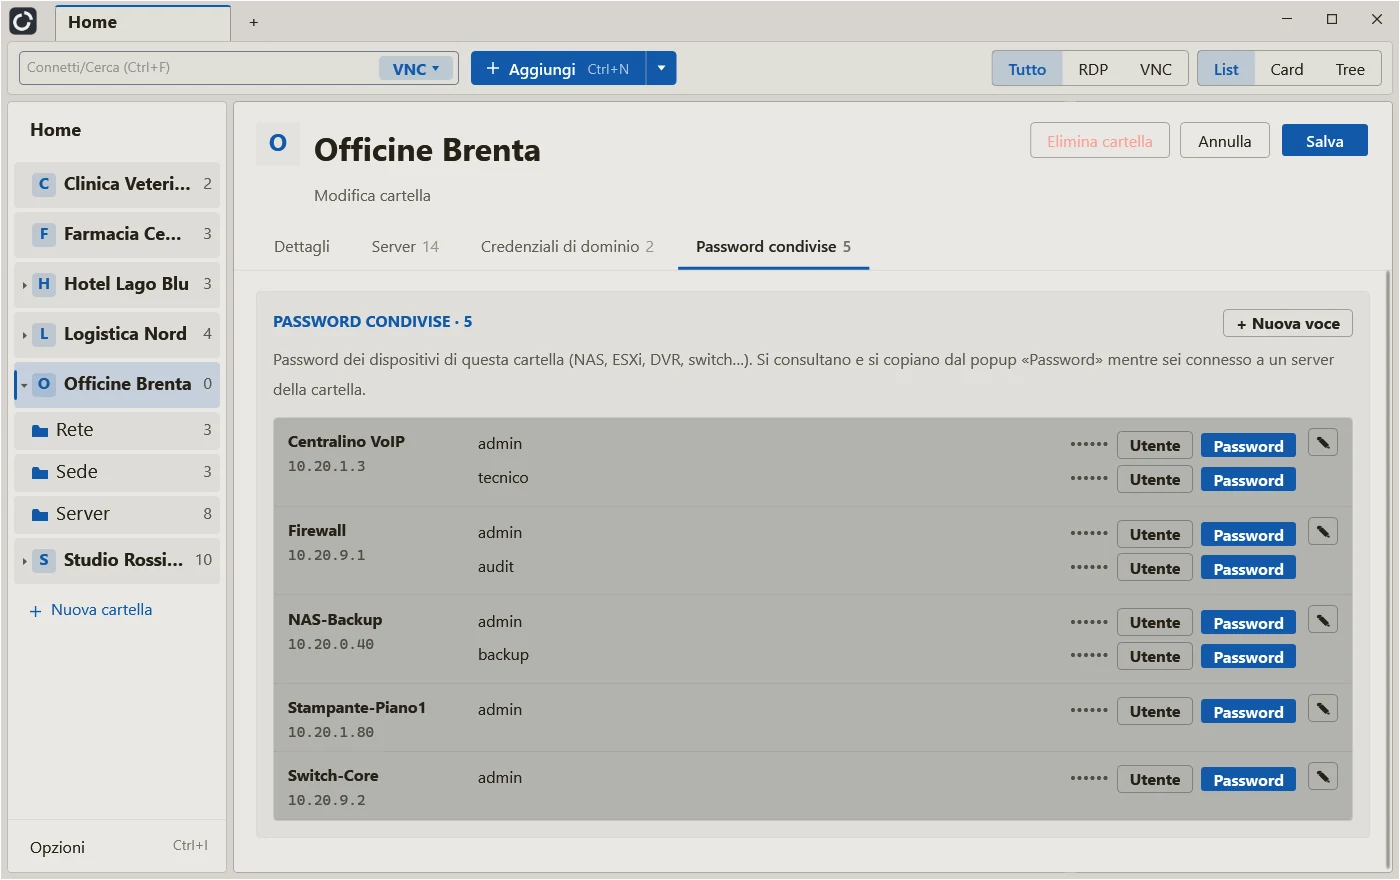 Home
+
Connetti/Cerca (Ctrl+F)
VNC
+ Aggiungi Ctrl+N
Tutto
RDP
VNC
List
Card
Tree
Home
C Clinica Veteri... 2
F Farmacia Ce... 3
H Hotel Lago Blu 3
L Logistica Nord 4
O Officine Brenta 0
Rete 3
Sede 3
Server 8
S Studio Rossi... 10
+ Nuova cartella
Opzioni Ctrl+I
O
Officine Brenta
Modifica cartella
Elimina cartella
Annulla
Salva
Dettagli
Server 14
Credenziali di dominio 2
Password condivise 5
PASSWORD CONDIVISE · 5
+ Nuova voce
Password dei dispositivi di questa cartella (NAS, ESXi, DVR, switch…). Si consultano e si copiano dal popup «Password» mentre sei connesso a un server
della cartella.
Centralino VoIP
10.20.1.3
admin •••••• Utente Password
tecnico •••••• Utente Password
Firewall
10.20.9.1
admin •••••• Utente Password
audit •••••• Utente Password
NAS-Backup
10.20.0.40
admin •••••• Utente Password
backup •••••• Utente Password
Stampante-Piano1
10.20.1.80
admin •••••• Utente Password
Switch-Core
10.20.9.2
admin •••••• Utente Password